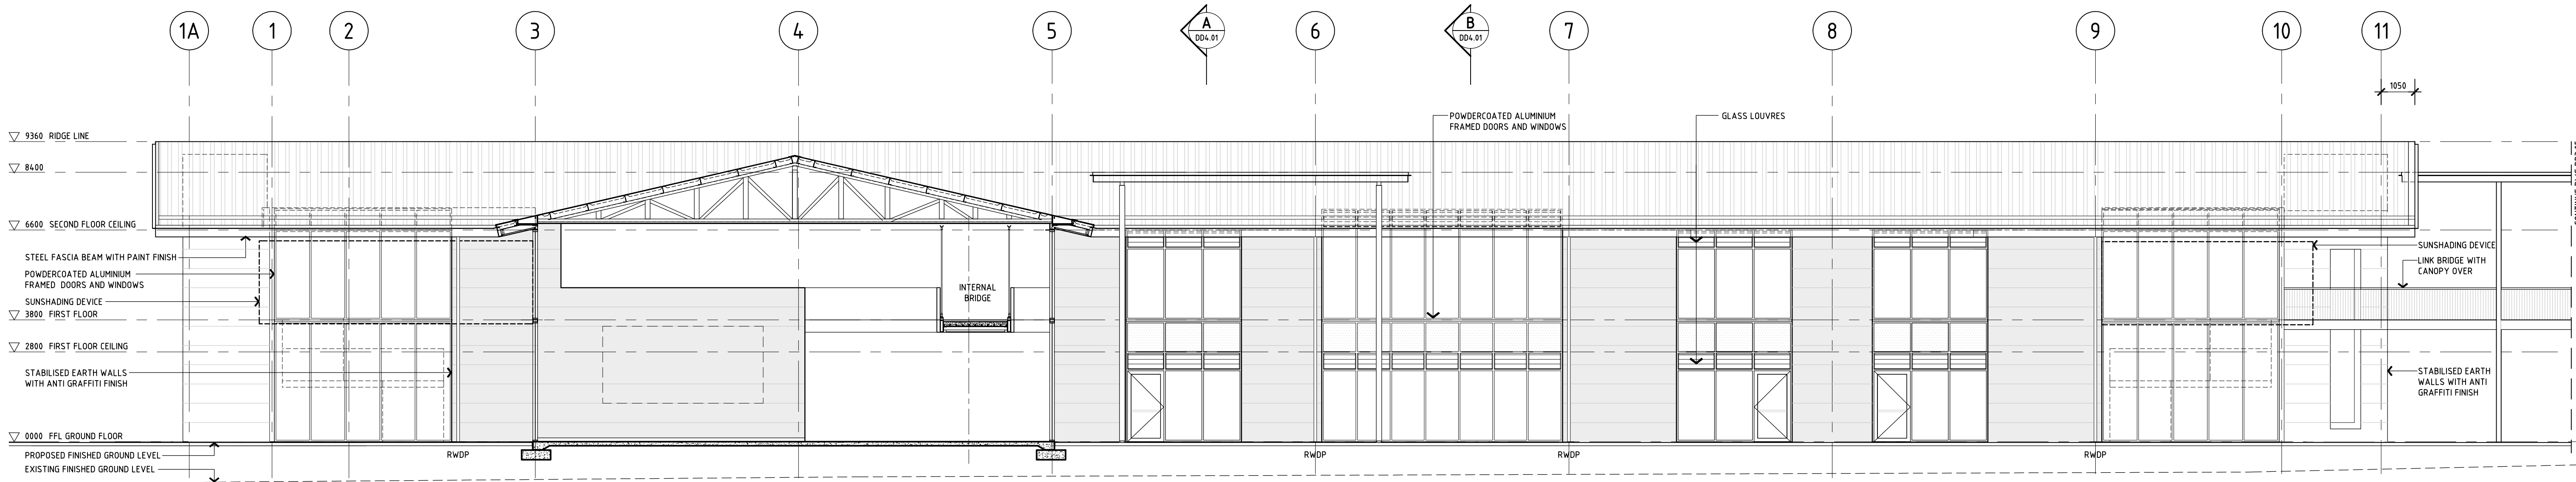 1A
1
2
3
4
5
A
DD4.01
6
B
DD4.01
7
8
9
10
11
1050
POWDERCOATED ALUMINIUM
FRAMED DOORS AND WINDOWS
GLASS LOUVRES
9360 RIDGE LINE
8400
6600 SECOND FLOOR CEILING
STEEL FASCIA BEAM WITH PAINT FINISH
POWDERCOATED ALUMINIUM
FRAMED DOORS AND WINDOWS
SUNSHADING DEVICE
3800 FIRST FLOOR
2800 FIRST FLOOR CEILING
STABILISED EARTH WALLS
WITH ANTI GRAFFITI FINISH
0000 FFL GROUND FLOOR
PROPOSED FINISHED GROUND LEVEL
EXISTING FINISHED GROUND LEVEL
INTERNAL
BRIDGE
SUNSHADING DEVICE
LINK BRIDGE WITH
CANOPY OVER
STABILISED EARTH
WALLS WITH ANTI
GRAFFITI FINISH
RWDP
RWDP
RWDP
RWDP